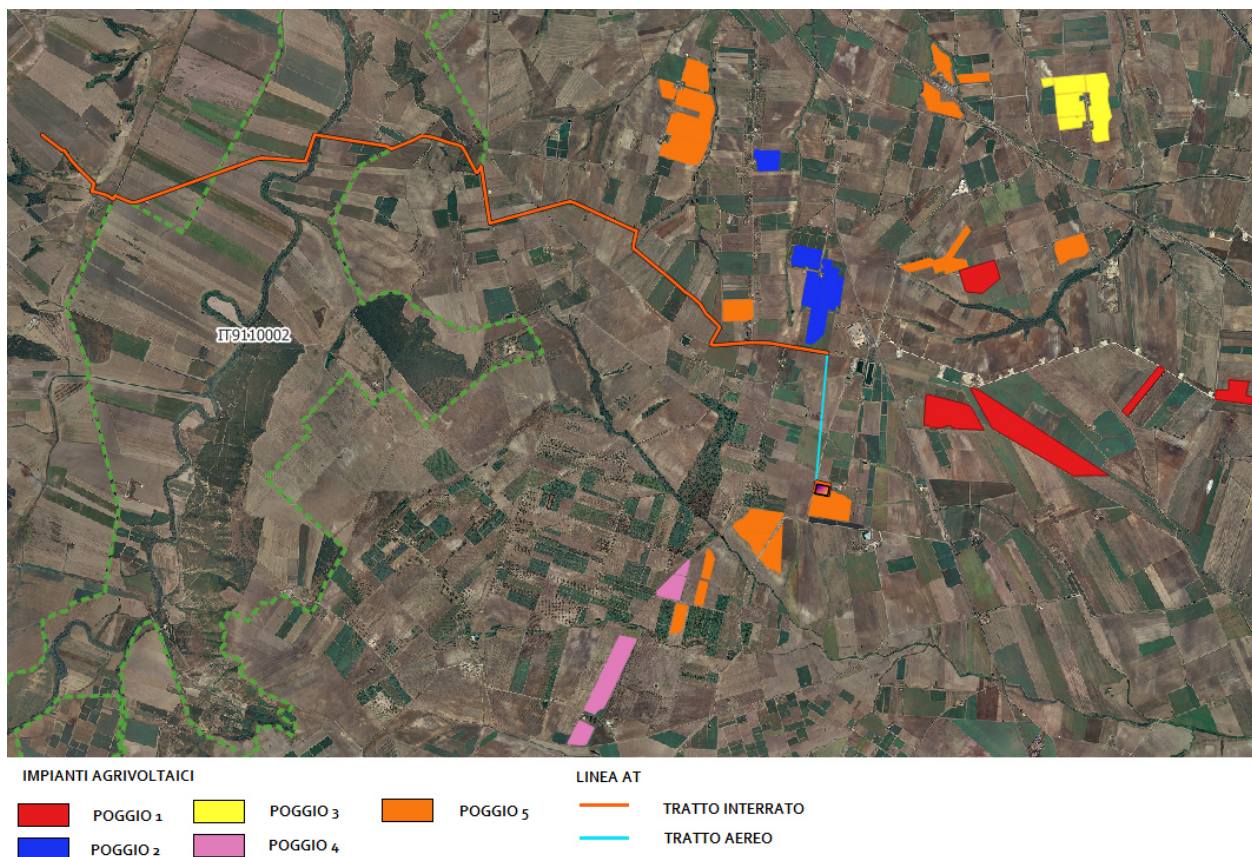 IT9110002
IMPIANTI AGRIVOLTAICI
LINEA AT
POGGIO 1
POGGIO 3
POGGIO 5
TRATTO INTERRATO
POGGIO 2
POGGIO 4
TRATTO AEREO